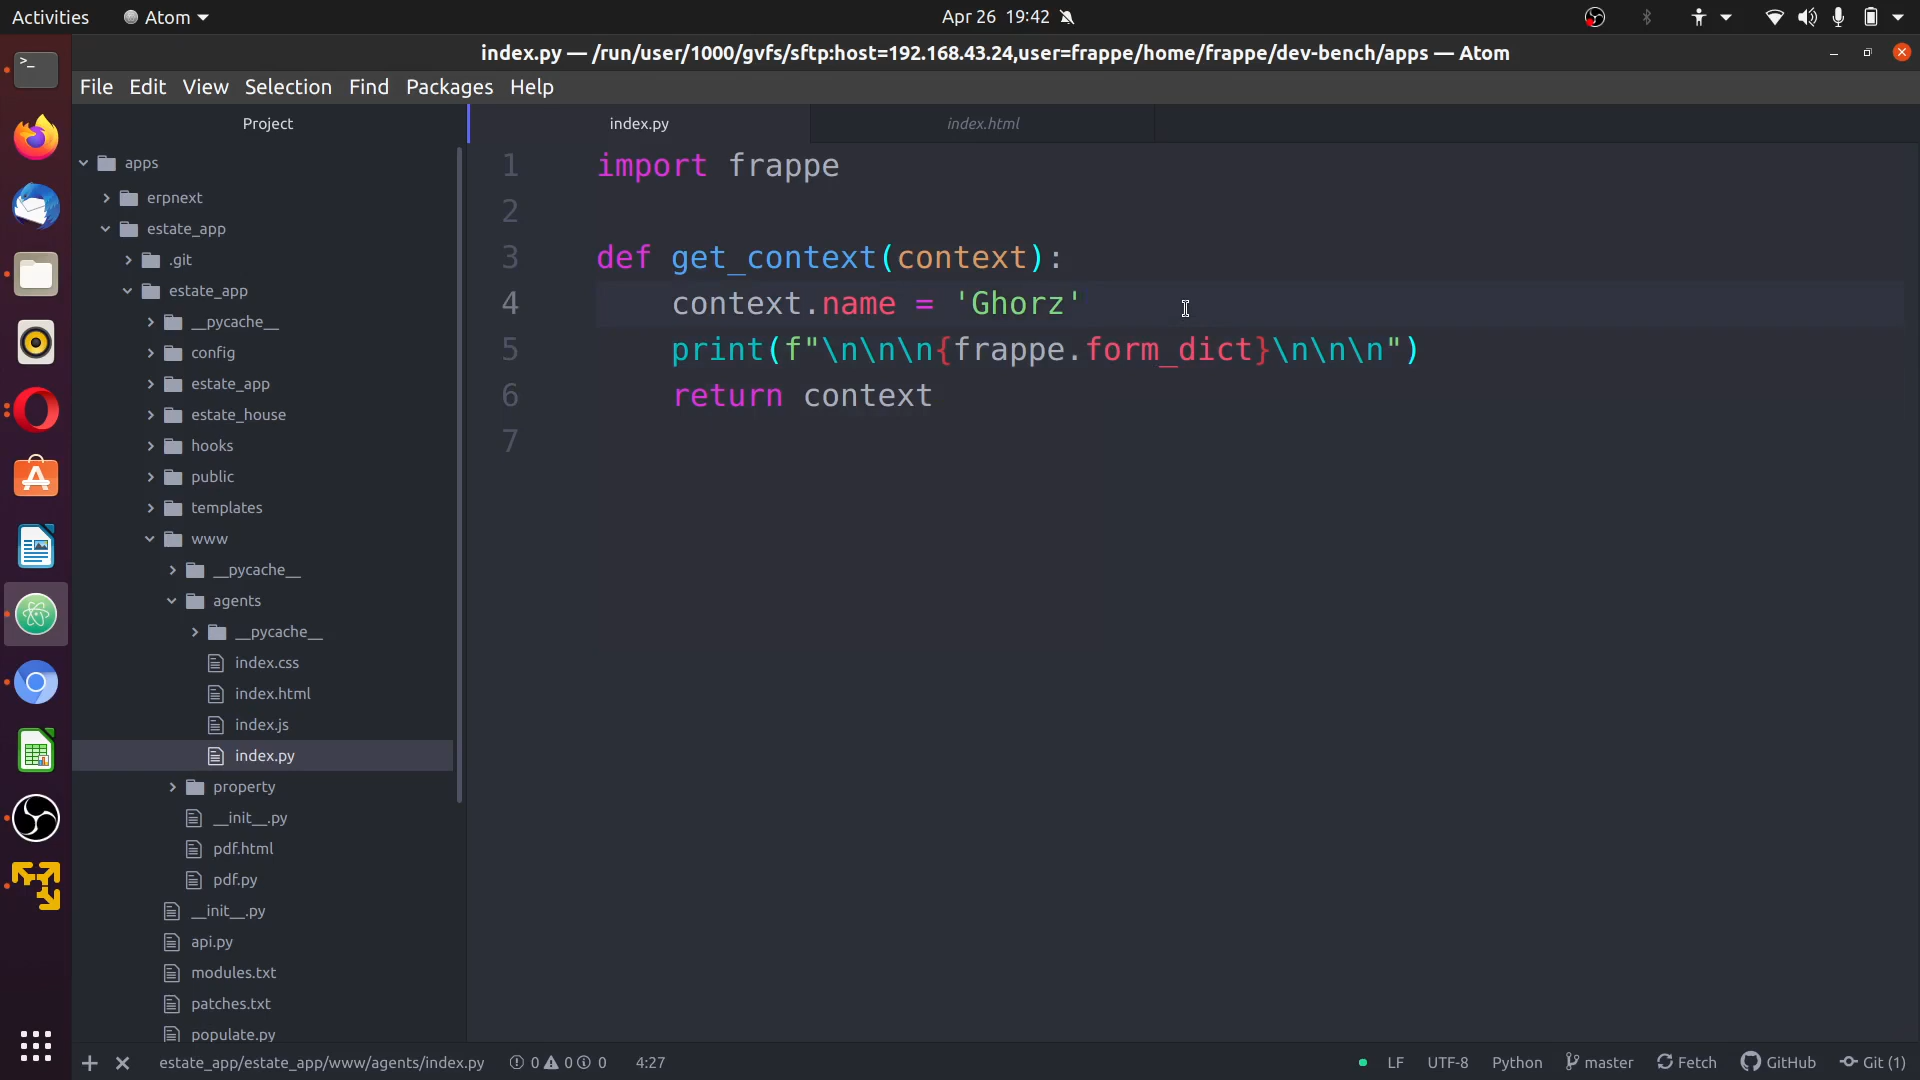 Activities Atom Apr 26 19:42
index.py — /run/user/1000/gvfs/sftp:host=192.168.43.24,user=frappe/home/frappe/dev-bench/apps — Atom
File Edit View Selection Find Packages Help
Project
index.py index.html
apps
erpnext
estate_app
.git
estate_app
__pycache__
config
estate_app
estate_house
hooks
public
templates
www
__pycache__
agents
__pycache__
index.css
index.html
index.js
index.py
property
__init__.py
pdf.html
pdf.py
__init__.py
api.py
modules.txt
patches.txt
populate.py
1 import frappe
2
3 def get_context(context):
4 context.name = 'Ghorz'
5 print(f"\n\n\n{frappe.form_dict}\n\n\n")
6 return context
7
estate_app/estate_app/www/agents/index.py 0 0 0 4:27 LF UTF-8 Python master Fetch GitHub Git (1)